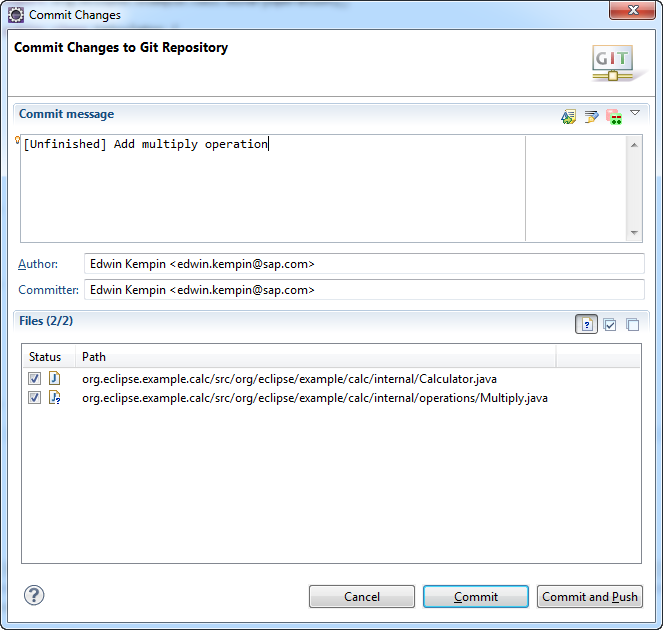 Commit Changes
Commit Changes to Git Repository
GIT
Commit message
[Unfinished] Add multiply operation
Author: Edwin Kempin <edwin.kempin@sap.com>
Committer: Edwin Kempin <edwin.kempin@sap.com>
Files (2/2)
Status Path
org.eclipse.example.calc/src/org/eclipse/example/calc/internal/Calculator.java
org.eclipse.example.calc/src/org/eclipse/example/calc/internal/operations/Multiply.java
Cancel Commit Commit and Push